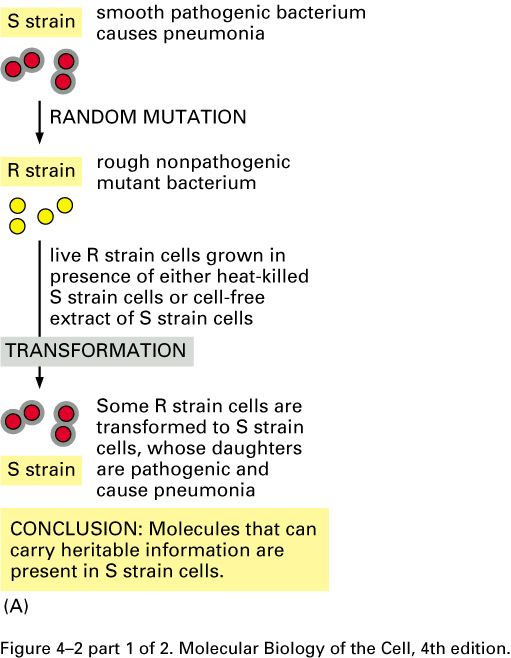 S strain
smooth pathogenic bacterium
causes pneumonia
RANDOM MUTATION
R strain
rough nonpathogenic
mutant bacterium
live R strain cells grown in
presence of either heat-killed
S strain cells or cell-free
extract of S strain cells
TRANSFORMATION
Some R strain cells are
transformed to S strain
cells, whose daughters
are pathogenic and
cause pneumonia
S strain
CONCLUSION: Molecules that can
carry heritable information are
present in S strain cells.
(A)
Figure 4–2 part 1 of 2. Molecular Biology of the Cell, 4th edition.